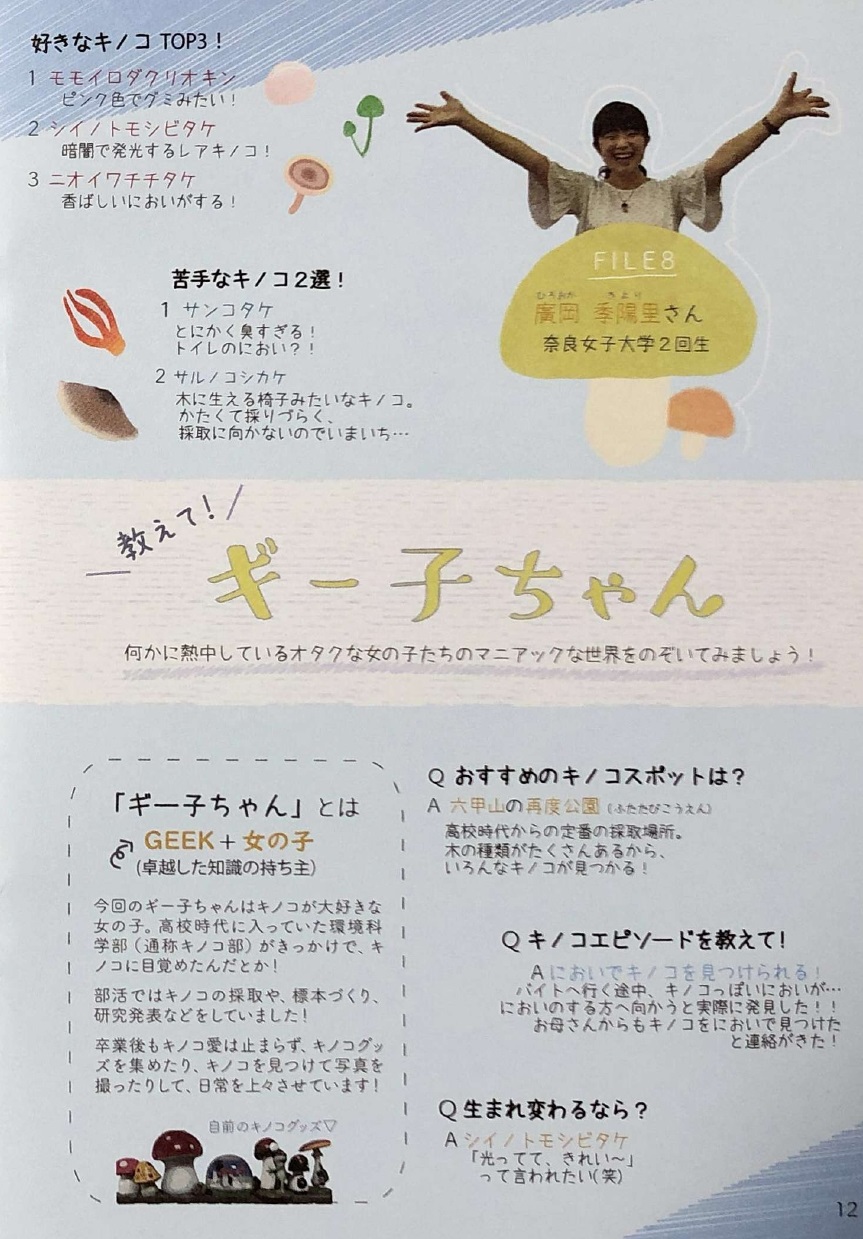 好きなキノコ TOP3！
1 モモイロダクリオキン
ピンク色でグミみたい！
2 シイノトモシビタケ
暗闇で発光するレアキノコ！
3 ニオイワチチタケ
香ばしいにおいがする！
FILE8
ひろおか きより
廣岡 季陽里さん
奈良女子大学2回生
苦手なキノコ2選！
1 サンコタケ
とにかく臭すぎる！
トイレのにおい？！
2 サルノコシカケ
木に生える椅子みたいなキノコ。
かたくて採りづらく、
採取に向かないのでいまいち…
教えて！
ギー子ちゃん
何かに熱中しているオタクな女の子たちのマニアックな世界をのぞいてみましょう！
「ギー子ちゃん」とは
GEEK＋女の子
(卓越した知識の持ち主)
今回のギー子ちゃんはキノコが大好きな
女の子。高校時代に入っていた環境科
学部（通称キノコ部）がきっかけで、キ
ノコに目覚めたんだとか！
部活ではキノコの採取や、標本づくり、
研究発表などをしていました！
卒業後もキノコ愛は止まらず、キノコグッ
ズを集めたり、キノコを見つけて写真を
撮ったりして、日常を上々させています！
自前のキノコグッズ▽
Q おすすめのキノコスポットは？
A 六甲山の再度公園（ふたたびこうえん）
高校時代からの定番の採取場所。
木の種類がたくさんあるから、
いろんなキノコが見つかる！
Q キノコエピソードを教えて！
A においでキノコを見つけられる！
バイトへ行く途中、キノコっぽいにおいが…
においのする方へ向かうと実際に発見した！！
お母さんからもキノコをにおいで見つけた
と連絡がきた！
Q 生まれ変わるなら？
A シイノトモシビタケ
「光ってて、きれい〜」
って言われたい(笑)
12